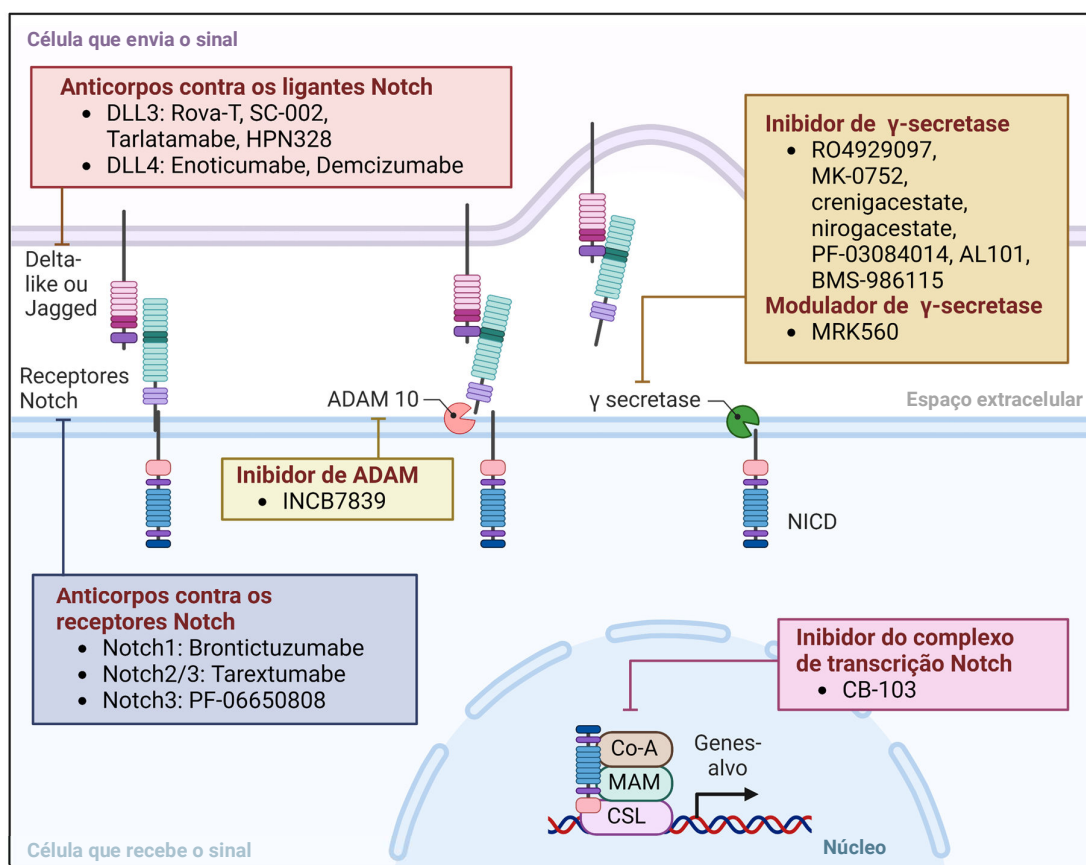 Célula que envia o sinal
Anticorpos contra os ligantes Notch
• DLL3: Rova-T, SC-002,
Tarlatamabe, HPN328
• DLL4: Enoticumabe, Demcizumabe
Inibidor de γ-secretase
• RO4929097,
MK-0752,
crenigacestate,
nirogacestate,
PF-03084014, AL101,
BMS-986115
Modulador de γ-secretase
• MRK560
Delta-
like ou
Jagged
Receptores
Notch
ADAM 10
γ secretase
Espaço extracelular
Inibidor de ADAM
• INCB7839
NICD
Anticorpos contra os
receptores Notch
• Notch1: Brontictuzumabe
• Notch2/3: Tarextumabe
• Notch3: PF-06650808
Inibidor do complexo
de transcrição Notch
• CB-103
Co-A
MAM
CSL
Genes-
alvo
Núcleo
Célula que recebe o sinal